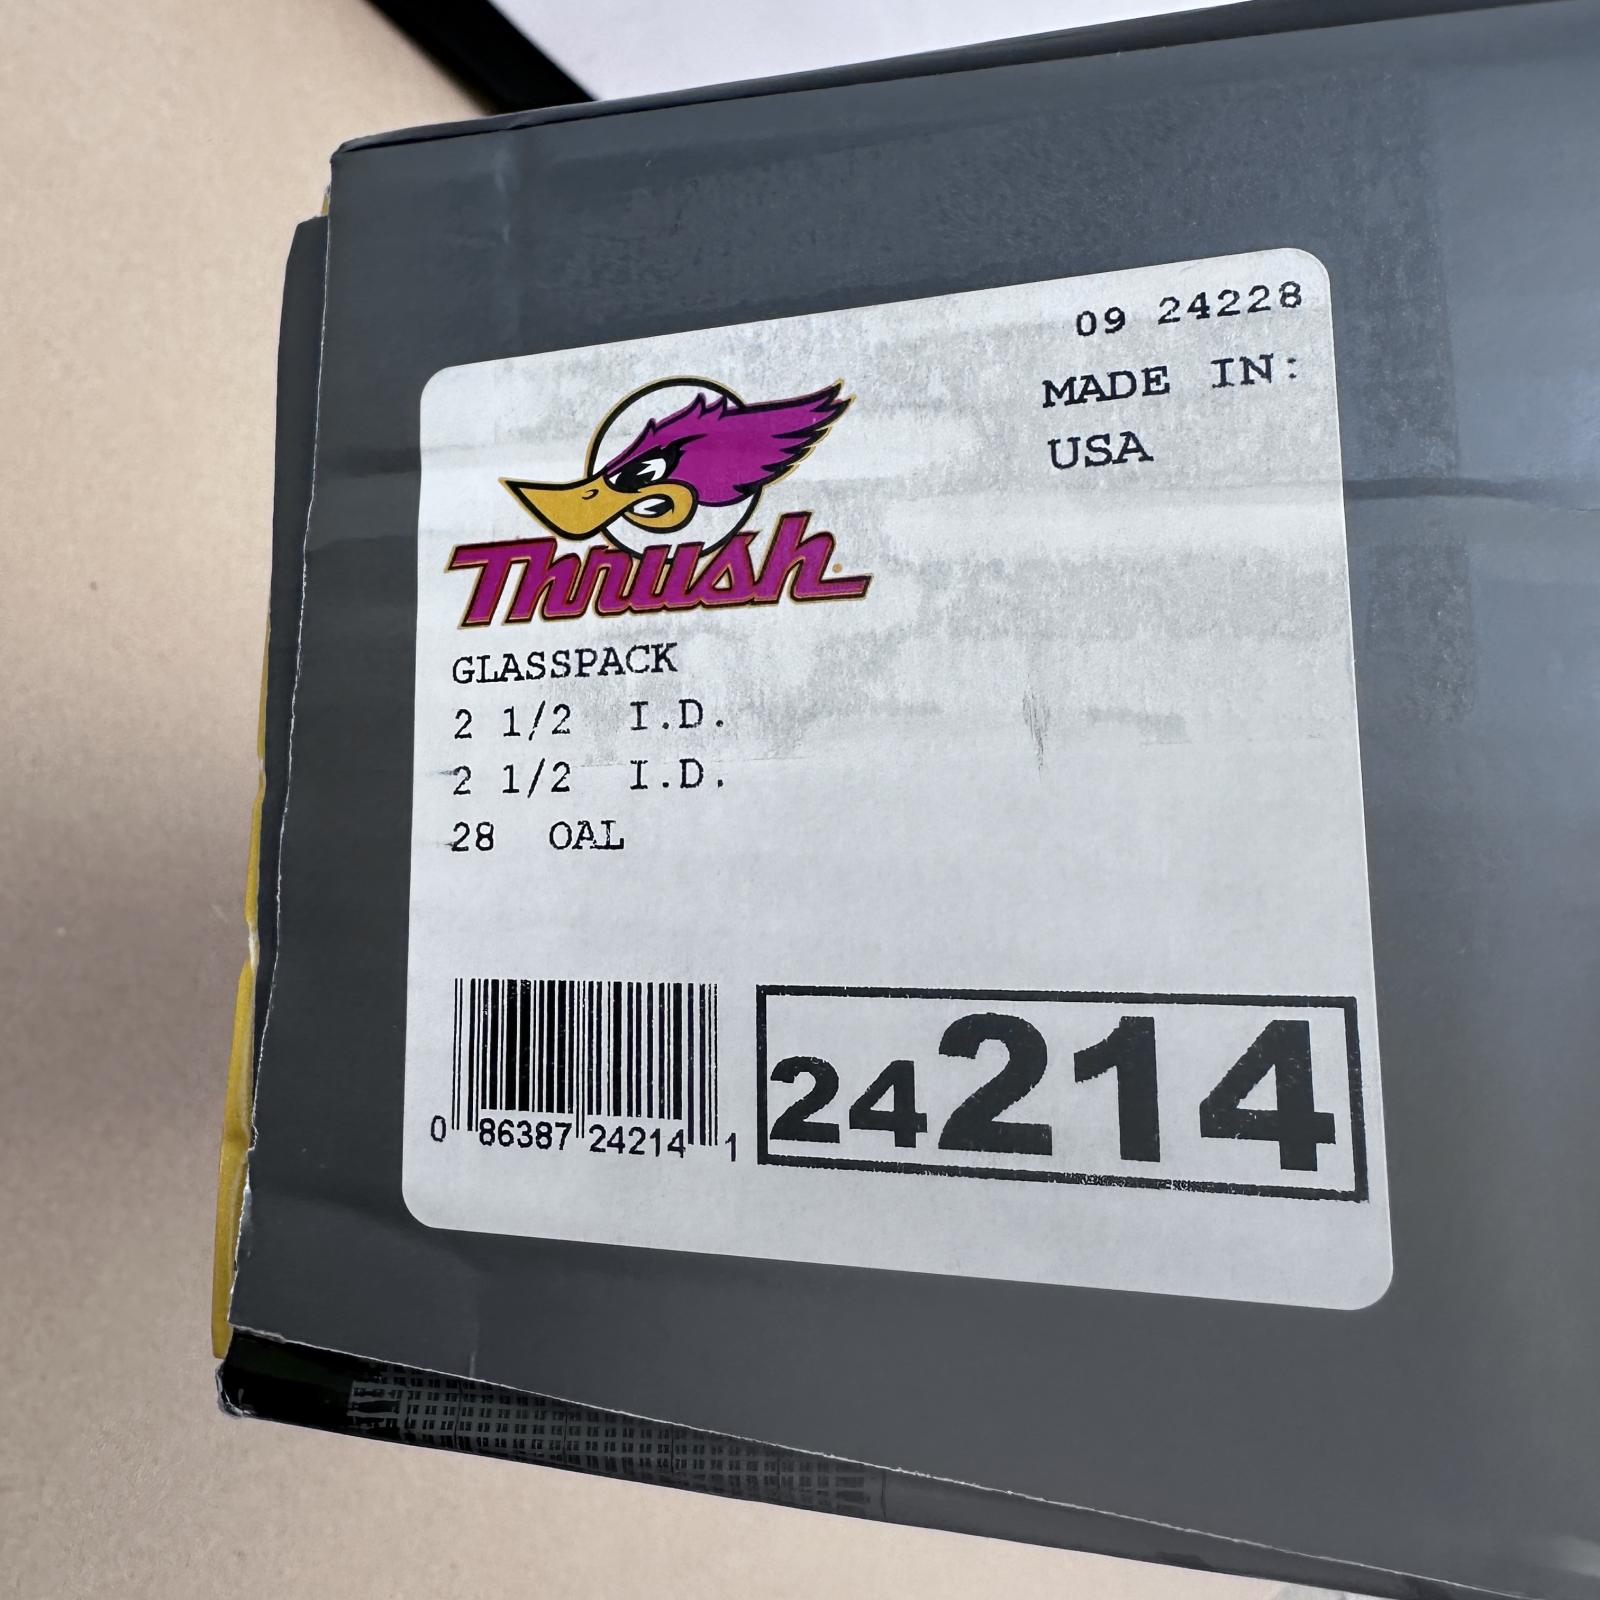 09 24228
MADE IN:
USA
Thrush
GLASSPACK
2 1/2 I.D.
2 1/2 I.D.
28 OAL
0 86387 24214 1
24214